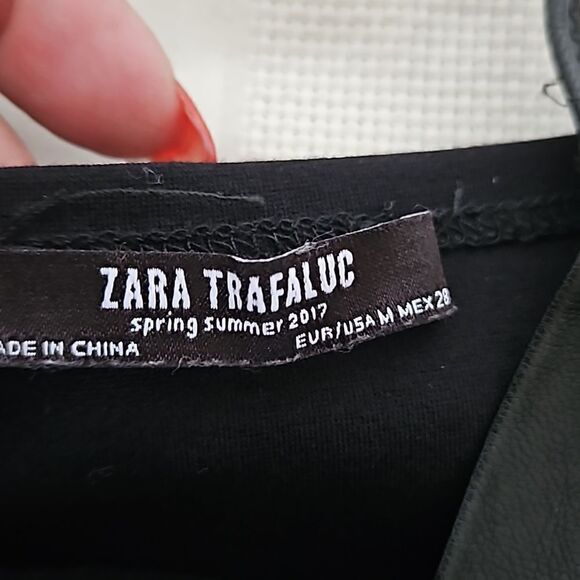 ZARA TRAFALUC
spring summer 2017
EUR/USA M MEX 28
ADE IN CHINA